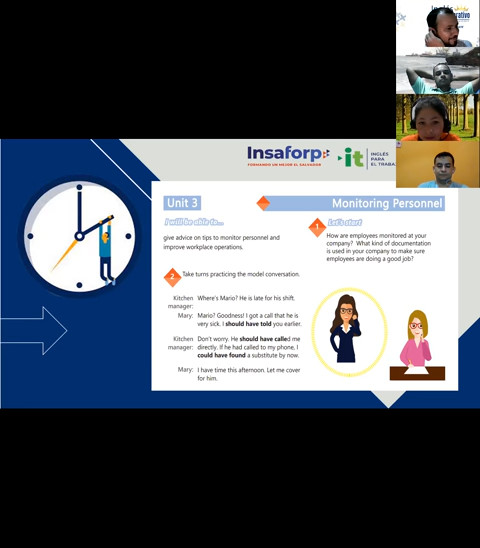 Insaforp
FORMANDO UN MEJOR EL SALVADOR
it
INGLÉS
PARA
EL TRABA
Unit 3
Monitoring Personnel
I will be able to...
give advice on tips to monitor personnel and
improve workplace operations.
1
Let's start
How are employees monitored at your
company? What kind of documentation
is used in your company to make sure
employees are doing a good job?
2
Take turns practicing the model conversation.
Kitchen manager: Where's Mario? He is late for his shift.
Mary: Mario? Goodness! I got a call that he is
very sick. I should have told you earlier.
Kitchen manager: Don't worry. He should have called me
directly. If he had called to my phone, I
could have found a substitute by now.
Mary: I have time this afternoon. Let me cover
for him.